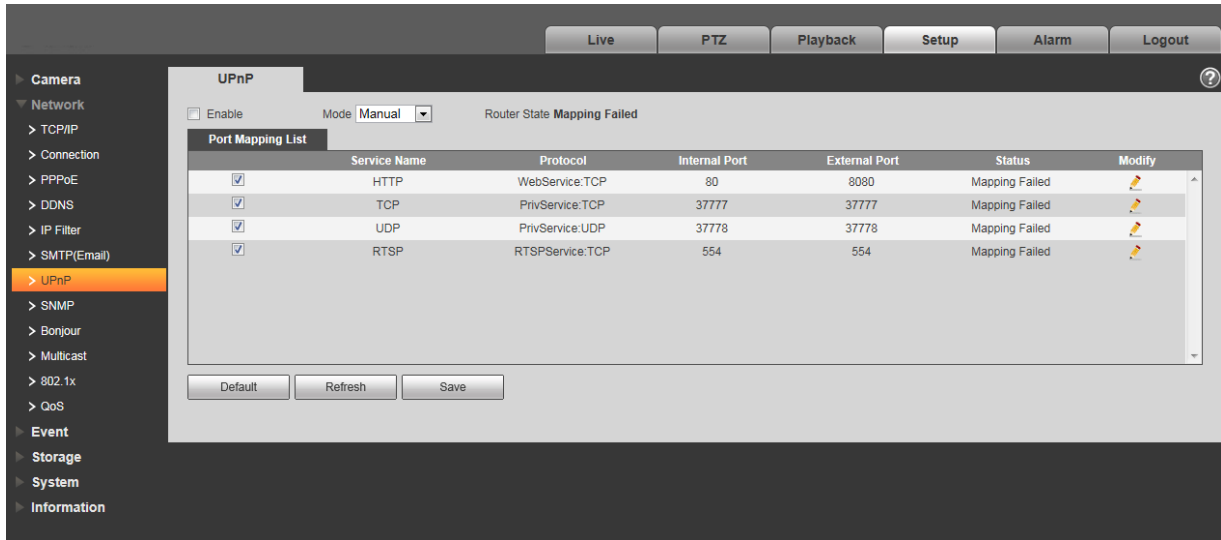 Live PTZ Playback Setup Alarm Logout
Camera
Network
> TCP/IP
> Connection
> PPPoE
> DDNS
> IP Filter
> SMTP(Email)
> UPnP
> SNMP
> Bonjour
> Multicast
> 802.1x
> QoS
Event
Storage
System
Information
UPnP
?
Enable Mode Manual Router State Mapping Failed
Port Mapping List
Service Name Protocol Internal Port External Port Status Modify
HTTP WebService:TCP 80 8080 Mapping Failed
TCP PrivService:TCP 37777 37777 Mapping Failed
UDP PrivService:UDP 37778 37778 Mapping Failed
RTSP RTSPService:TCP 554 554 Mapping Failed
Default Refresh Save